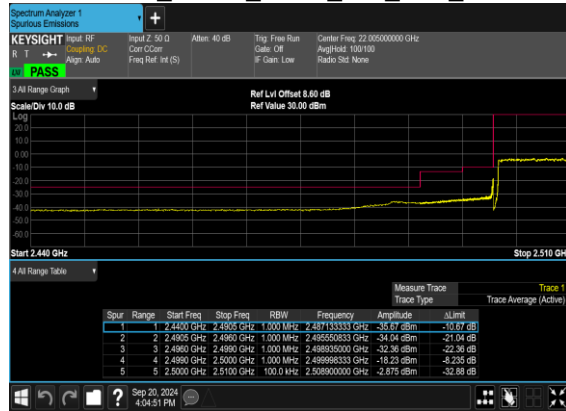 Spectrum Analyzer 1
Spurious Emissions
+
KEYSIGHT Input: RF Input Z: 50 Ω Atten: 40 dB Trig: Free Run Center Freq: 22.005000000 GHz
R T Coupling: DC Corr CCorr Gate: Off Avg|Hold: 100/100
Align: Auto Freq Ref: Int (S) IF Gain: Low Radio Std: None
PASS
3 All Range Graph
Ref Lvl Offset 8.60 dB
Scale/Div 10.0 dB Ref Value 30.00 dBm
Log
20.0
10.0
0.00
-10.0
-20.0
-30.0
-40.0
-50.0
-60.0
Start 2.440 GHz Stop 2.510 GH
4 All Range Table
Measure Trace Trace 1
Trace Type Trace Average (Active)
Spur Range Start Freq Stop Freq RBW Frequency Amplitude ΔLimit
1 1 2.4400 GHz 2.4905 GHz 1.000 MHz 2.487133333 GHz -35.67 dBm -10.67 dB
2 2 2.4905 GHz 2.4960 GHz 1.000 MHz 2.495550833 GHz -34.04 dBm -21.04 dB
3 3 2.4960 GHz 2.4990 GHz 1.000 MHz 2.498935000 GHz -32.36 dBm -22.36 dB
4 4 2.4990 GHz 2.5000 GHz 1.000 MHz 2.499998333 GHz -18.23 dBm -8.235 dB
5 5 2.5000 GHz 2.5100 GHz 100.0 kHz 2.508900000 GHz -2.875 dBm -32.88 dB
? Sep 20, 2024
4:04:51 PM